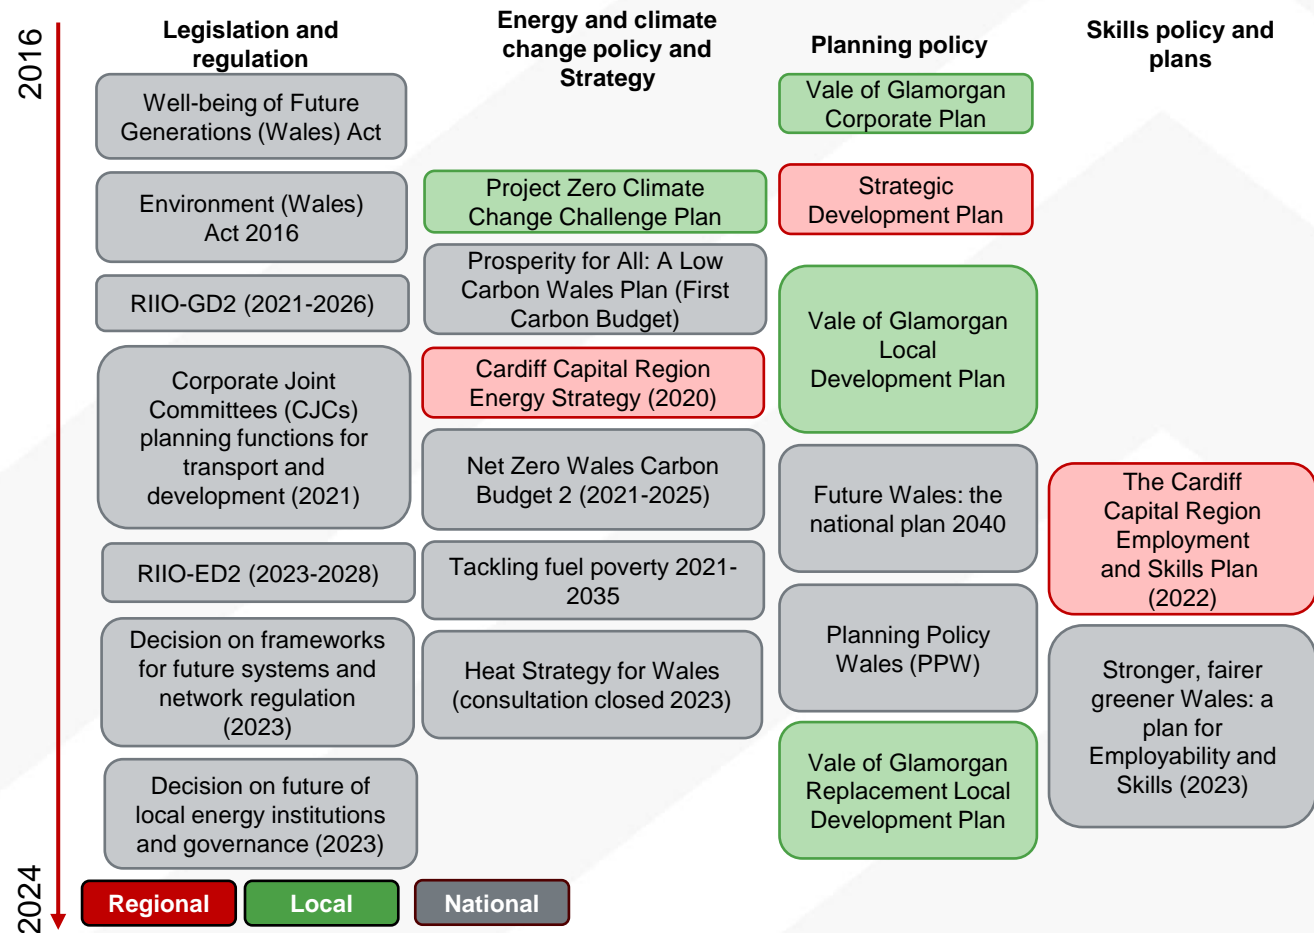 2016
Legislation and
regulation
Well-being of Future
Generations (Wales) Act
Environment (Wales)
Act 2016
RIIO-GD2 (2021-2026)
Corporate Joint
Committees (CJCs)
planning functions for
transport and
development (2021)
RIIO-ED2 (2023-2028)
Decision on frameworks
for future systems and
network regulation
(2023)
Decision on future of
local energy institutions
and governance (2023)
Energy and climate
change policy and
Strategy
Project Zero Climate
Change Challenge Plan
Prosperity for All: A Low
Carbon Wales Plan (First
Carbon Budget)
Cardiff Capital Region
Energy Strategy (2020)
Net Zero Wales Carbon
Budget 2 (2021-2025)
Tackling fuel poverty 2021-
2035
Heat Strategy for Wales
(consultation closed 2023)
Planning policy
Vale of Glamorgan
Corporate Plan
Strategic
Development Plan
Vale of Glamorgan
Local
Development Plan
Future Wales: the
national plan 2040
Planning Policy
Wales (PPW)
Vale of Glamorgan
Replacement Local
Development Plan
Skills policy and
plans
The Cardiff
Capital Region
Employment
and Skills Plan
(2022)
Stronger, fairer
greener Wales: a
plan for
Employability and
Skills (2023)
2024
Regional
Local
National